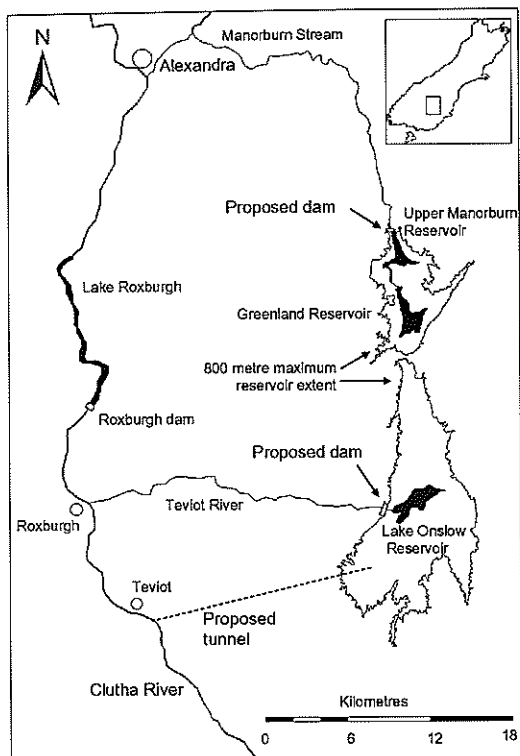 Manorburn Stream
N
Alexandra
Proposed dam
Upper Manorburn
Reservoir
Lake Roxburgh
Greenland Reservoir
800 metre maximum
reservoir extent
Roxburgh dam
Proposed dam
Teviot River
Roxburgh
Lake Onslow
Reservoir
Teviot
Proposed
tunnel
Clutha River
Kilometres
0 6 12 18